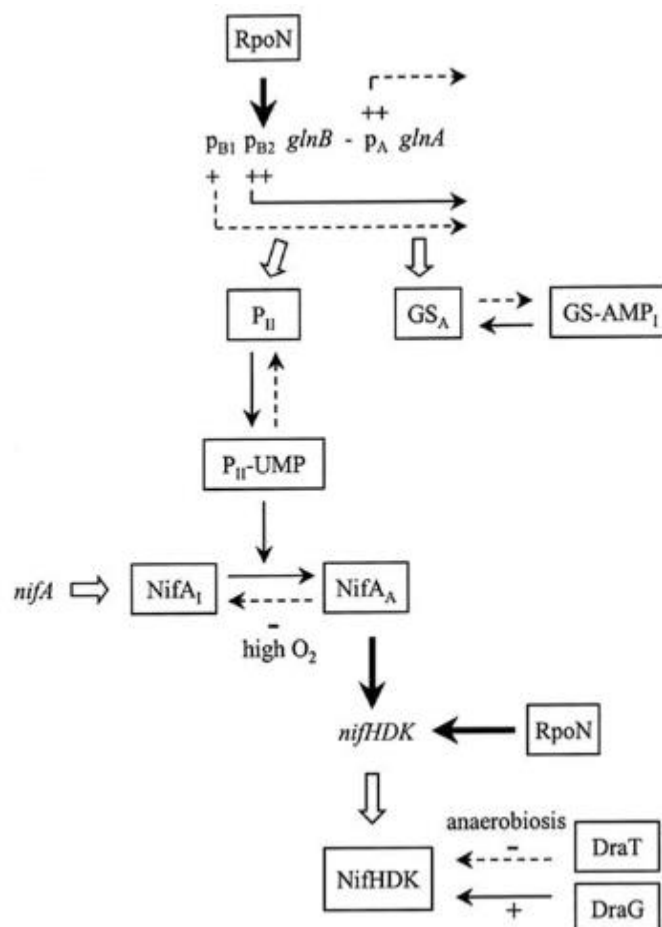 RpoN
++
pB1 pB2 glnB - pA glnA
+ ++
PII
GSA
GS-AMPI
PII-UMP
nifA
NifAI
NifAA
-
high O2
nifHDK
RpoN
anaerobiosis
-
DraT
NifHDK
+
DraG